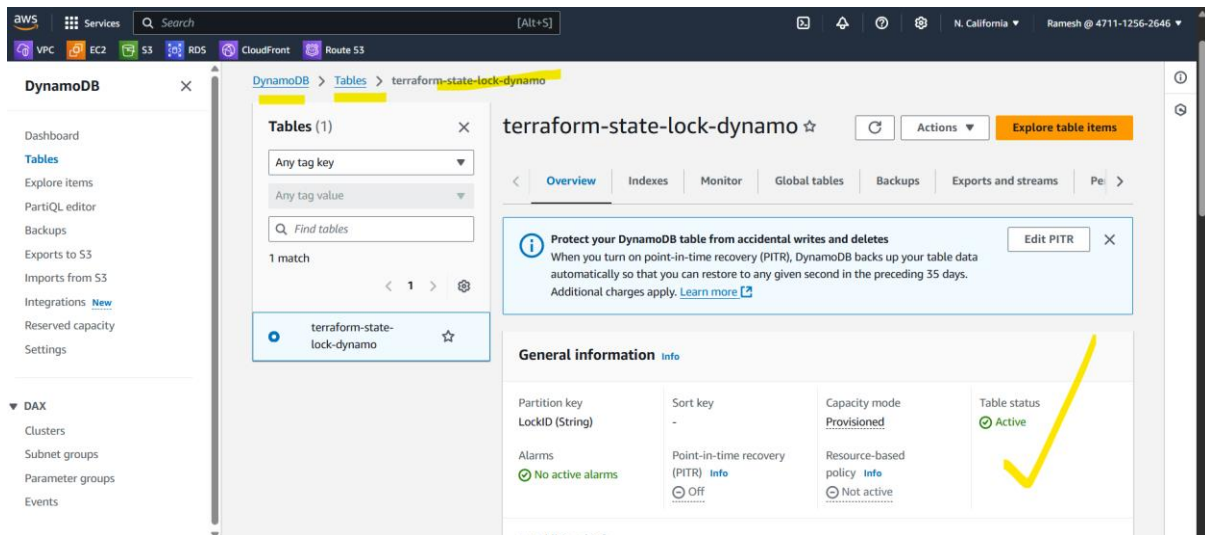 aws Services Search [Alt+S] N. California ▼ Ramesh @ 4711-1256-2646 ▼
VPC EC2 S3 RDS CloudFront Route 53
DynamoDB
Dashboard
Tables
Explore items
PartiQL editor
Backups
Exports to S3
Imports from S3
Integrations New
Reserved capacity
Settings
▼ DAX
Clusters
Subnet groups
Parameter groups
Events
DynamoDB > Tables > terraform-state-lock-dynamo
Tables (1)
Any tag key
Any tag value
Find tables
1 match
< 1 >
terraform-state-
lock-dynamo
terraform-state-lock-dynamo
Actions ▼ Explore table items
Overview Indexes Monitor Global tables Backups Exports and streams Pe
Protect your DynamoDB table from accidental writes and deletes
When you turn on point-in-time recovery (PITR), DynamoDB backs up your table data
automatically so that you can restore to any given second in the preceding 35 days.
Additional charges apply. Learn more
Edit PITR
General information Info
Partition key
LockID (String)
Sort key
-
Capacity mode
Provisioned
Table status
Active
Alarms
No active alarms
Point-in-time recovery
(PITR) Info
Off
Resource-based
policy Info
Not active